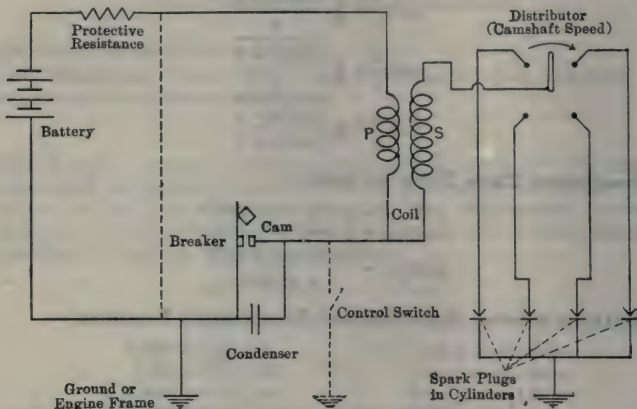 Protective
Resistance
Distributor
(Camshaft Speed)
Battery
P
S
Coil
Cam
Breaker
Control Switch
Condenser
Ground or
Engine Frame
Spark Plugs
in Cylinders